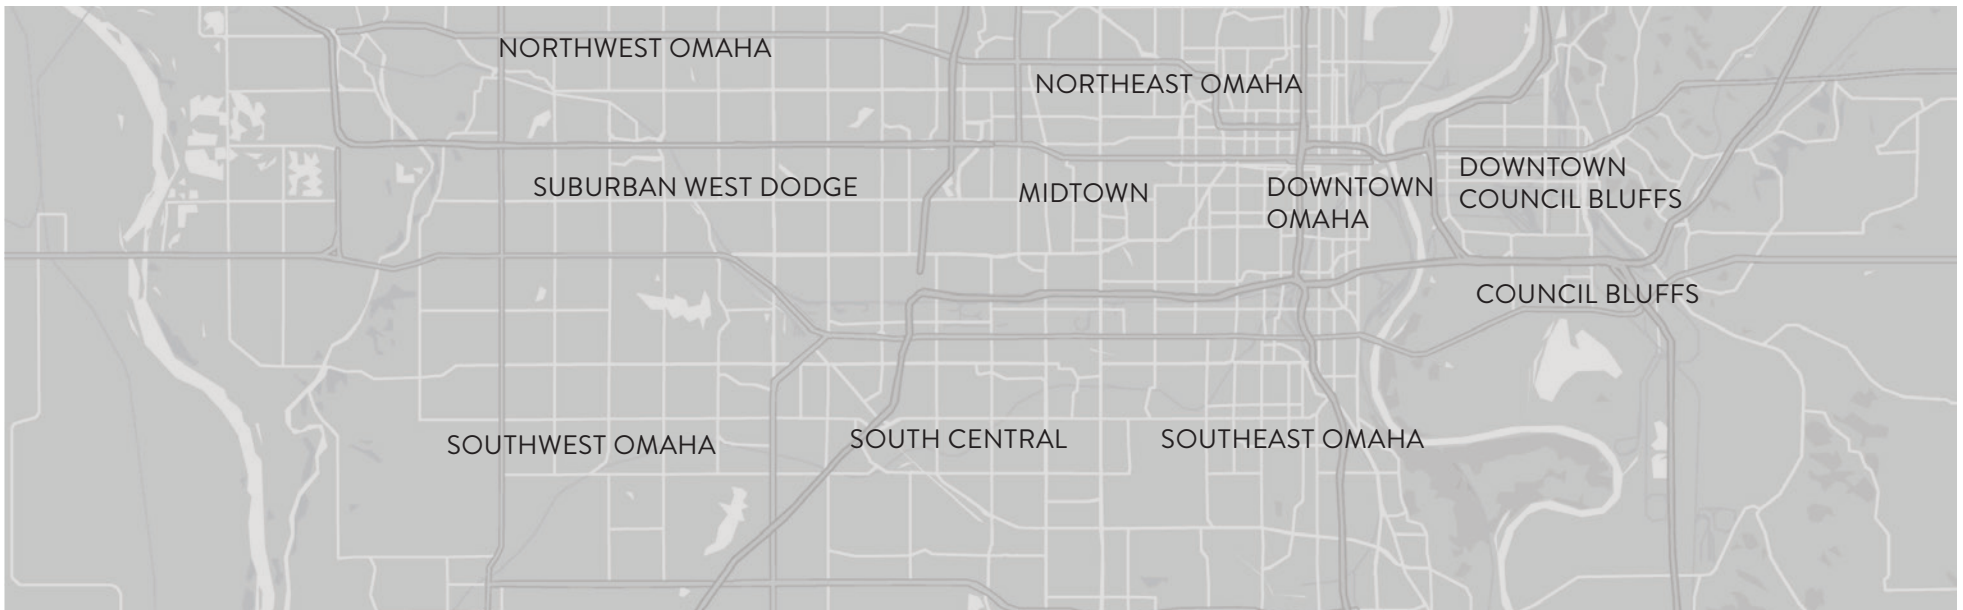 NORTHWEST OMAHA
NORTHEAST OMAHA
SUBURBAN WEST DODGE
MIDTOWN
DOWNTOWN
OMAHA
DOWNTOWN
COUNCIL BLUFFS
COUNCIL BLUFFS
SOUTHWEST OMAHA
SOUTH CENTRAL
SOUTHEAST OMAHA